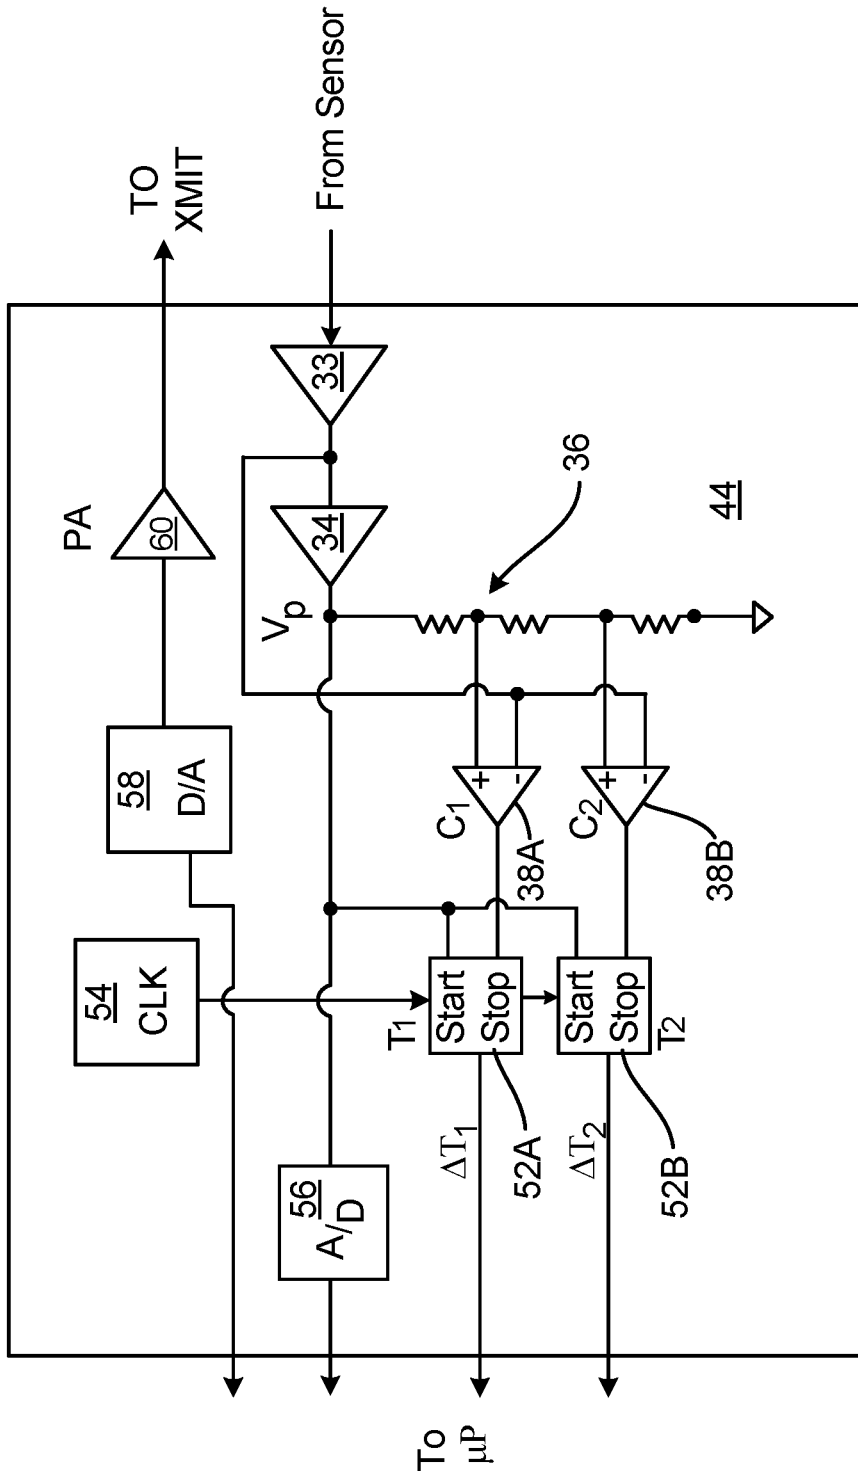 TO
XMIT
From Sensor
PA
60
33
34
Vp
36
44
58
D/A
54
CLK
56
A/D
C1
+
-
38A
C2
+
-
38B
T1
Start
Stop
52A
Start
Stop
T2
52B
ΔT1
ΔT2
To
µP